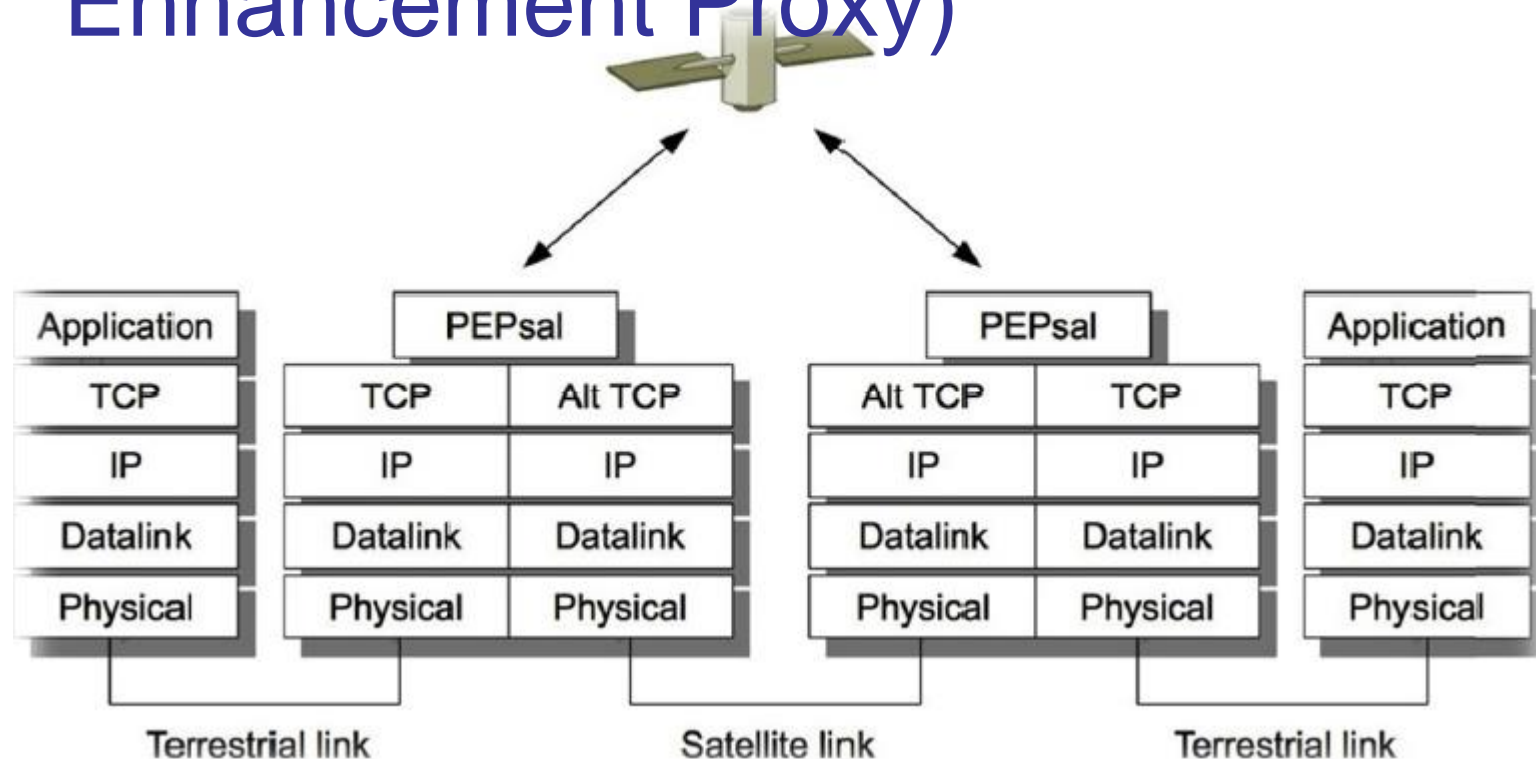 Enhancement Proxy)
Application PEPsal PEPsal Application
TCP TCP Alt TCP Alt TCP TCP TCP
IP IP IP IP IP IP
Datalink Datalink Datalink Datalink Datalink Datalink
Physical Physical Physical Physical Physical Physical
Terrestrial link Satellite link Terrestrial link